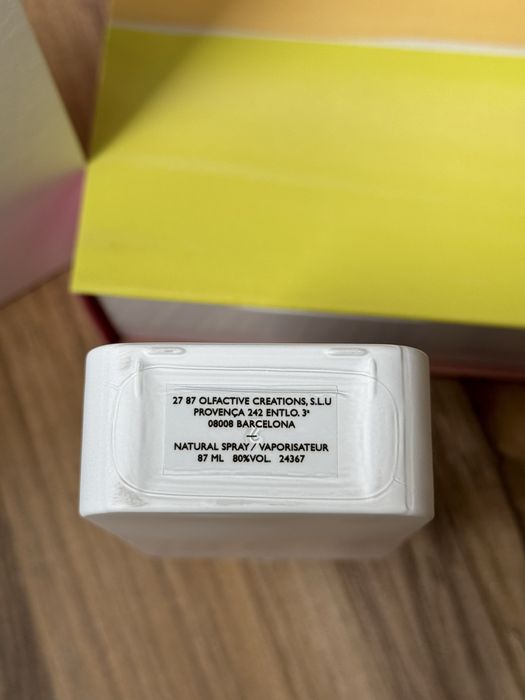 27 87 OLFACTIVE CREATIONS, S.L.U
PROVENÇA 242 ENTLO. 3ª
08008 BARCELONA
NATURAL SPRAY / VAPORISATEUR
87 ML 80%VOL. 24367